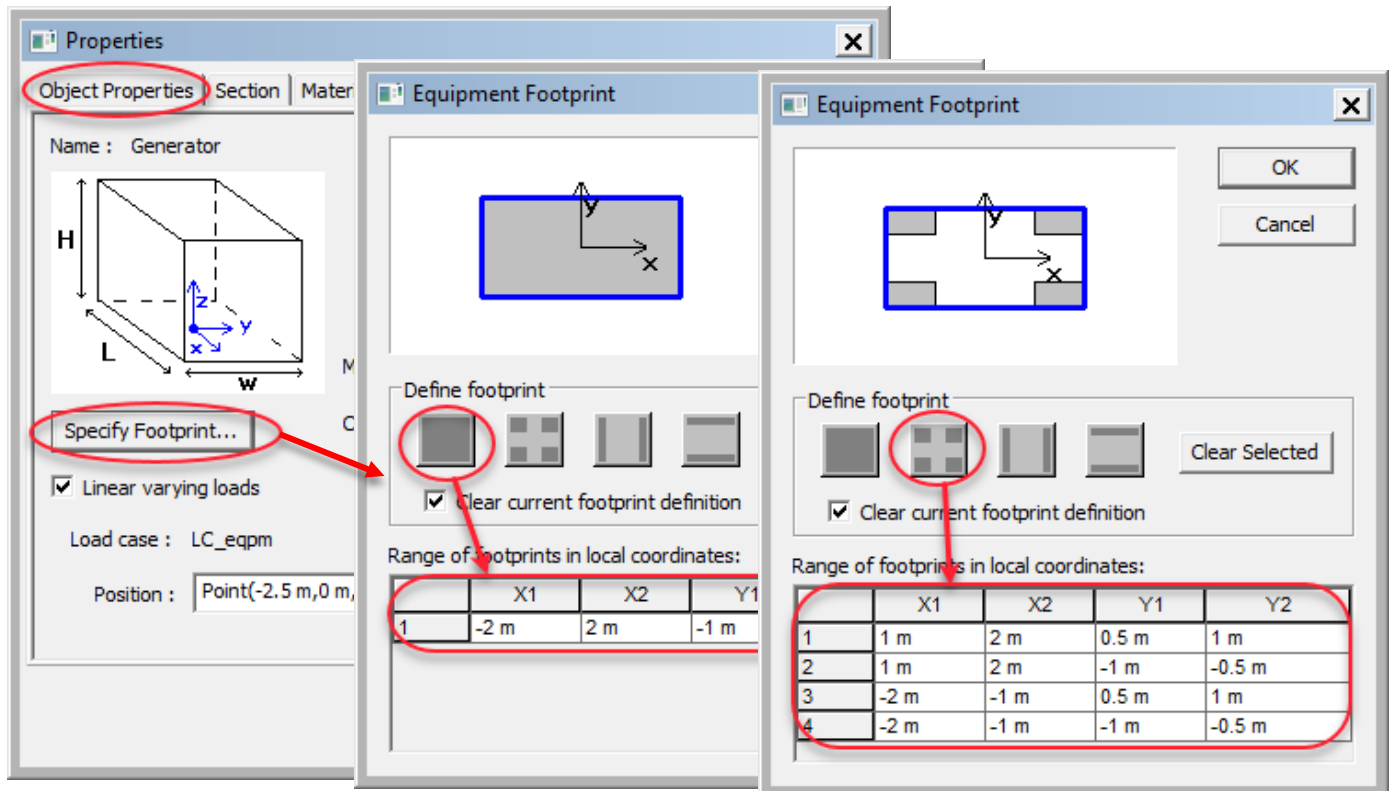 Properties
Object Properties Section Mater
Name : Generator
H
z
y
x
L
W
M
Specify Footprint...
C
Linear varying loads
Load case : LC_eqpm
Position : Point(-2.5 m,0 m,
Equipment Footprint
y
x
Define footprint
Clear current footprint definition
Range of footprints in local coordinates:
X1 X2 Y1
1 -2 m 2 m -1 m
Equipment Footprint
OK
Cancel
y
x
Define footprint
Clear Selected
Clear current footprint definition
Range of footprints in local coordinates:
X1 X2 Y1 Y2
1 1 m 2 m 0.5 m 1 m
2 1 m 2 m -1 m -0.5 m
3 -2 m -1 m 0.5 m 1 m
4 -2 m -1 m -1 m -0.5 m